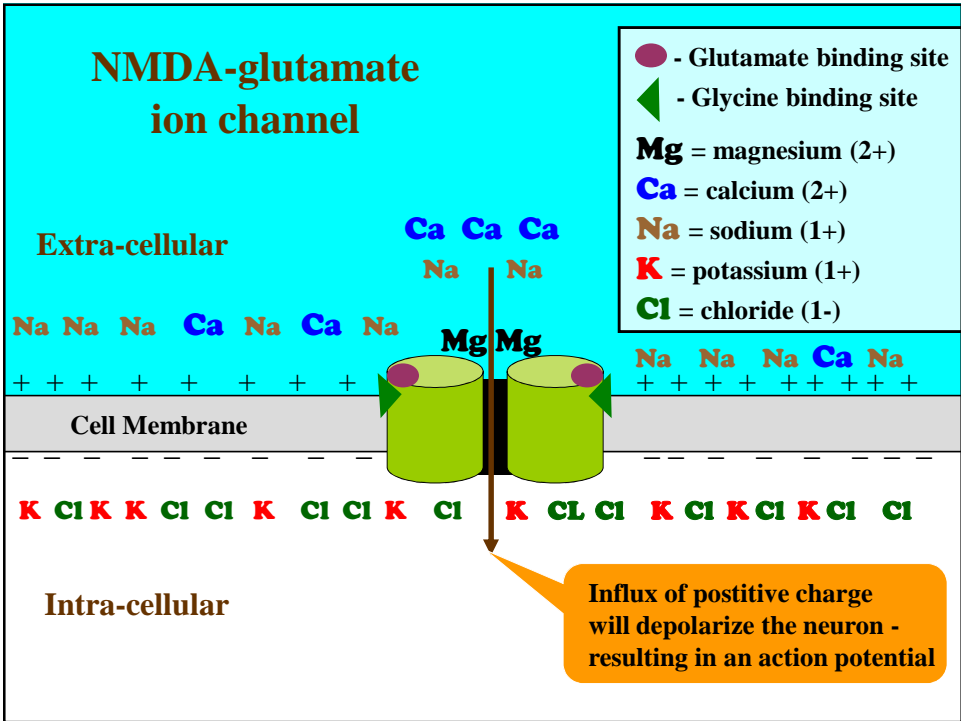 NMDA-glutamate
ion channel
- Glutamate binding site
- Glycine binding site
Mg = magnesium (2+)
Ca = calcium (2+)
Na = sodium (1+)
K = potassium (1+)
Cl = chloride (1-)
Extra-cellular
Ca Ca Ca
Na Na
Na Na Na Ca Na Ca Na
Mg Mg
Na Na Na Ca Na
+ + + + + + + + + + + + + + + + +
Cell Membrane
_ _ _ _ _ _ _ _ _ _ _ _ _ _ _ _ _
K Cl K K Cl Cl K Cl Cl K Cl K CL Cl K Cl K Cl K Cl Cl
Intra-cellular
Influx of postitive charge
will depolarize the neuron -
resulting in an action potential